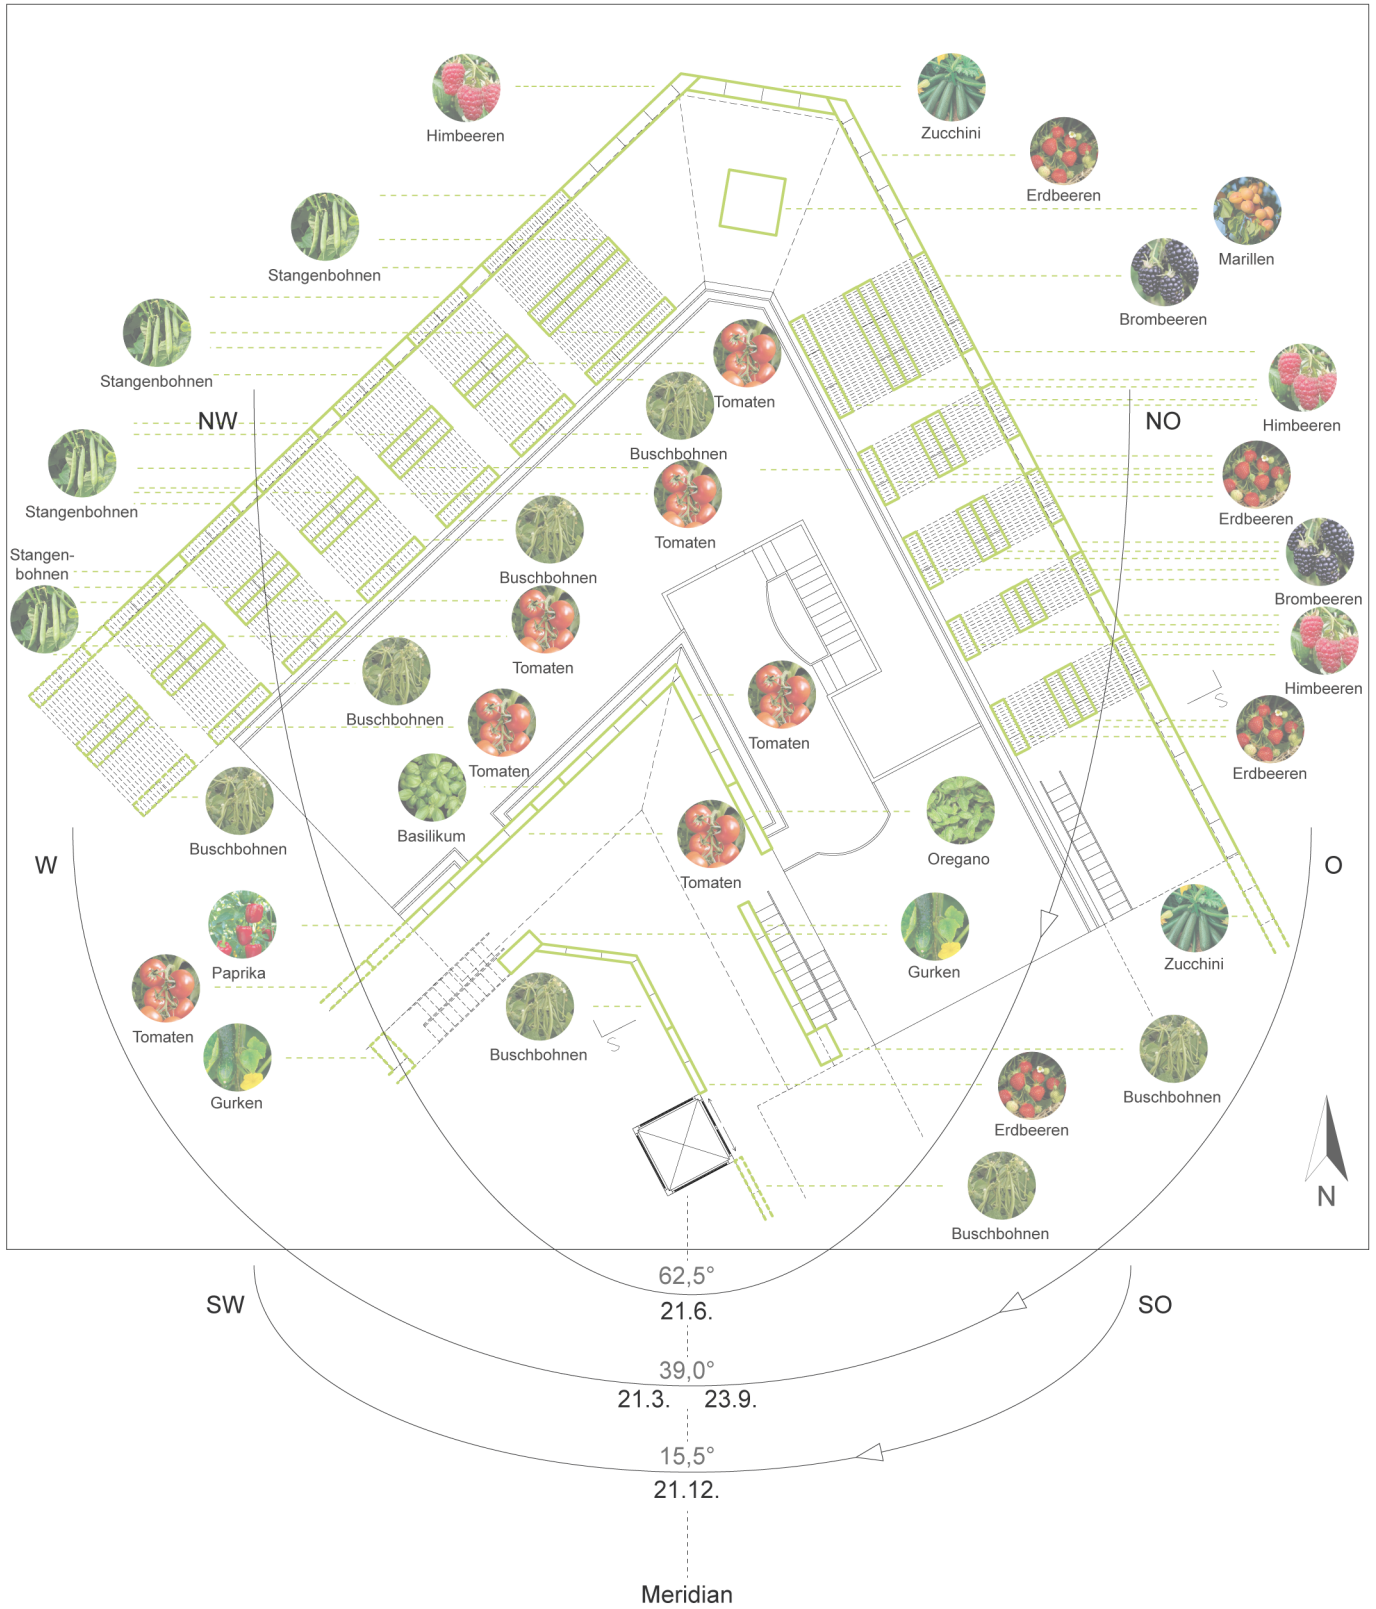 Himbeeren
Zucchini
Erdbeeren
Marillen
Stangenbohnen
Brombeeren
Stangenbohnen
Tomaten
Himbeeren
NW
NO
Buschbohnen
Stangenbohnen
Erdbeeren
Tomaten
Stangen-
bohnen
Buschbohnen
Brombeeren
Tomaten
Himbeeren
Buschbohnen
S
Tomaten
Tomaten
Erdbeeren
Basilikum
Buschbohnen
Oregano
W
O
Tomaten
Paprika
Gurken
Zucchini
Tomaten
Buschbohnen
S
Gurken
Buschbohnen
Erdbeeren
N
Buschbohnen
62,5°
SW
21.6.
SO
39,0°
21.3. 23.9.
15,5°
21.12.
Meridian